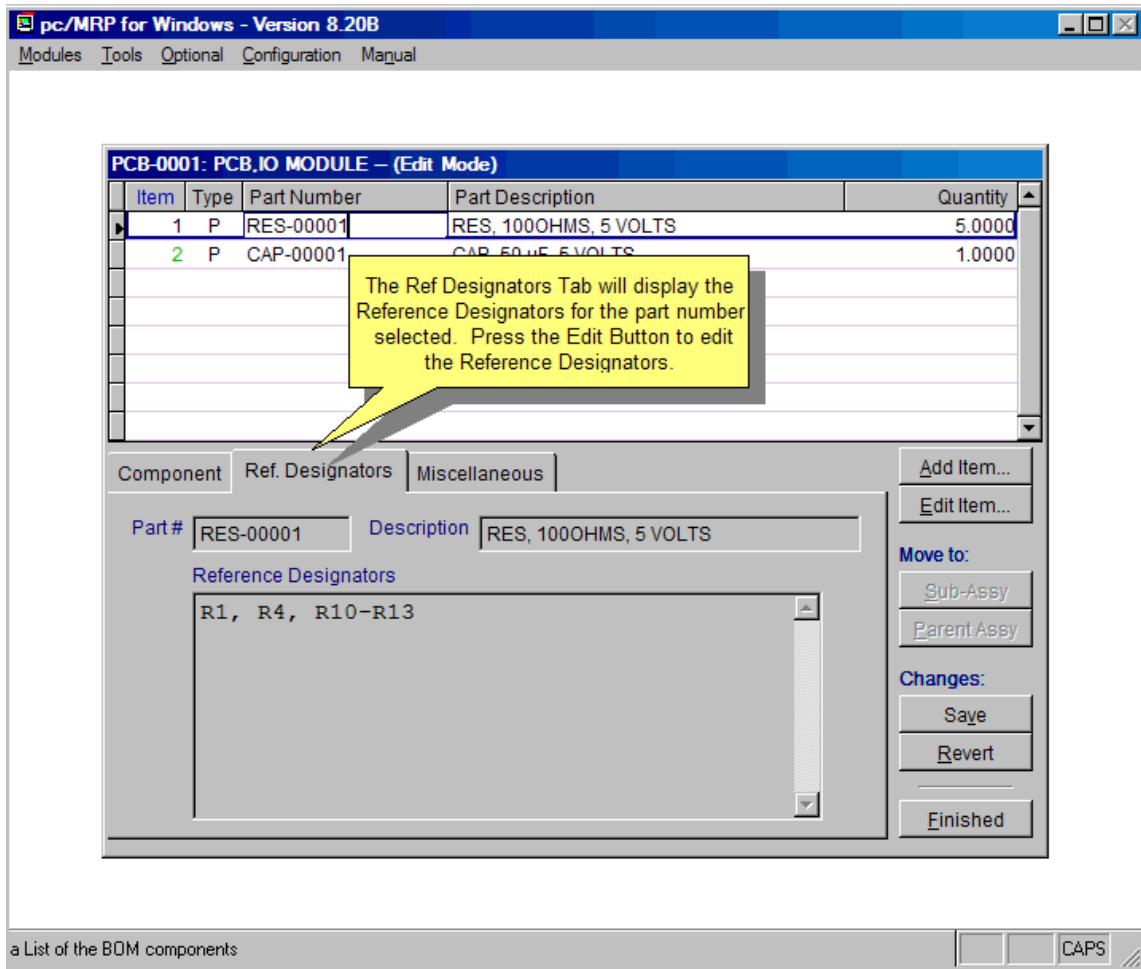 pc/MRP for Windows - Version 8.20B
Modules Tools Optional Configuration Manual
PCB-0001: PCB,IO MODULE – (Edit Mode)
Item Type Part Number Part Description Quantity
1 P RES-00001 RES, 100OHMS, 5 VOLTS 5.0000
2 P CAP-00001 CAP, 50 uF, 5 VOLTS 1.0000
The Ref Designators Tab will display the
Reference Designators for the part number
selected. Press the Edit Button to edit
the Reference Designators.
Component Ref. Designators Miscellaneous
Add Item...
Edit Item...
Part # RES-00001 Description RES, 100OHMS, 5 VOLTS
Move to:
Reference Designators
Sub-Assy
R1, R4, R10-R13
Parent Assy
Changes:
Save
Revert
Finished
a List of the BOM components CAPS